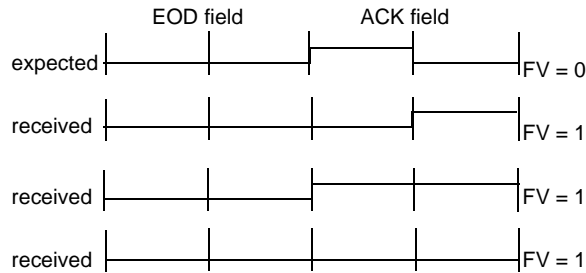 EOD field ACK field
expected FV = 0
received FV = 1
received FV = 1
received FV = 1